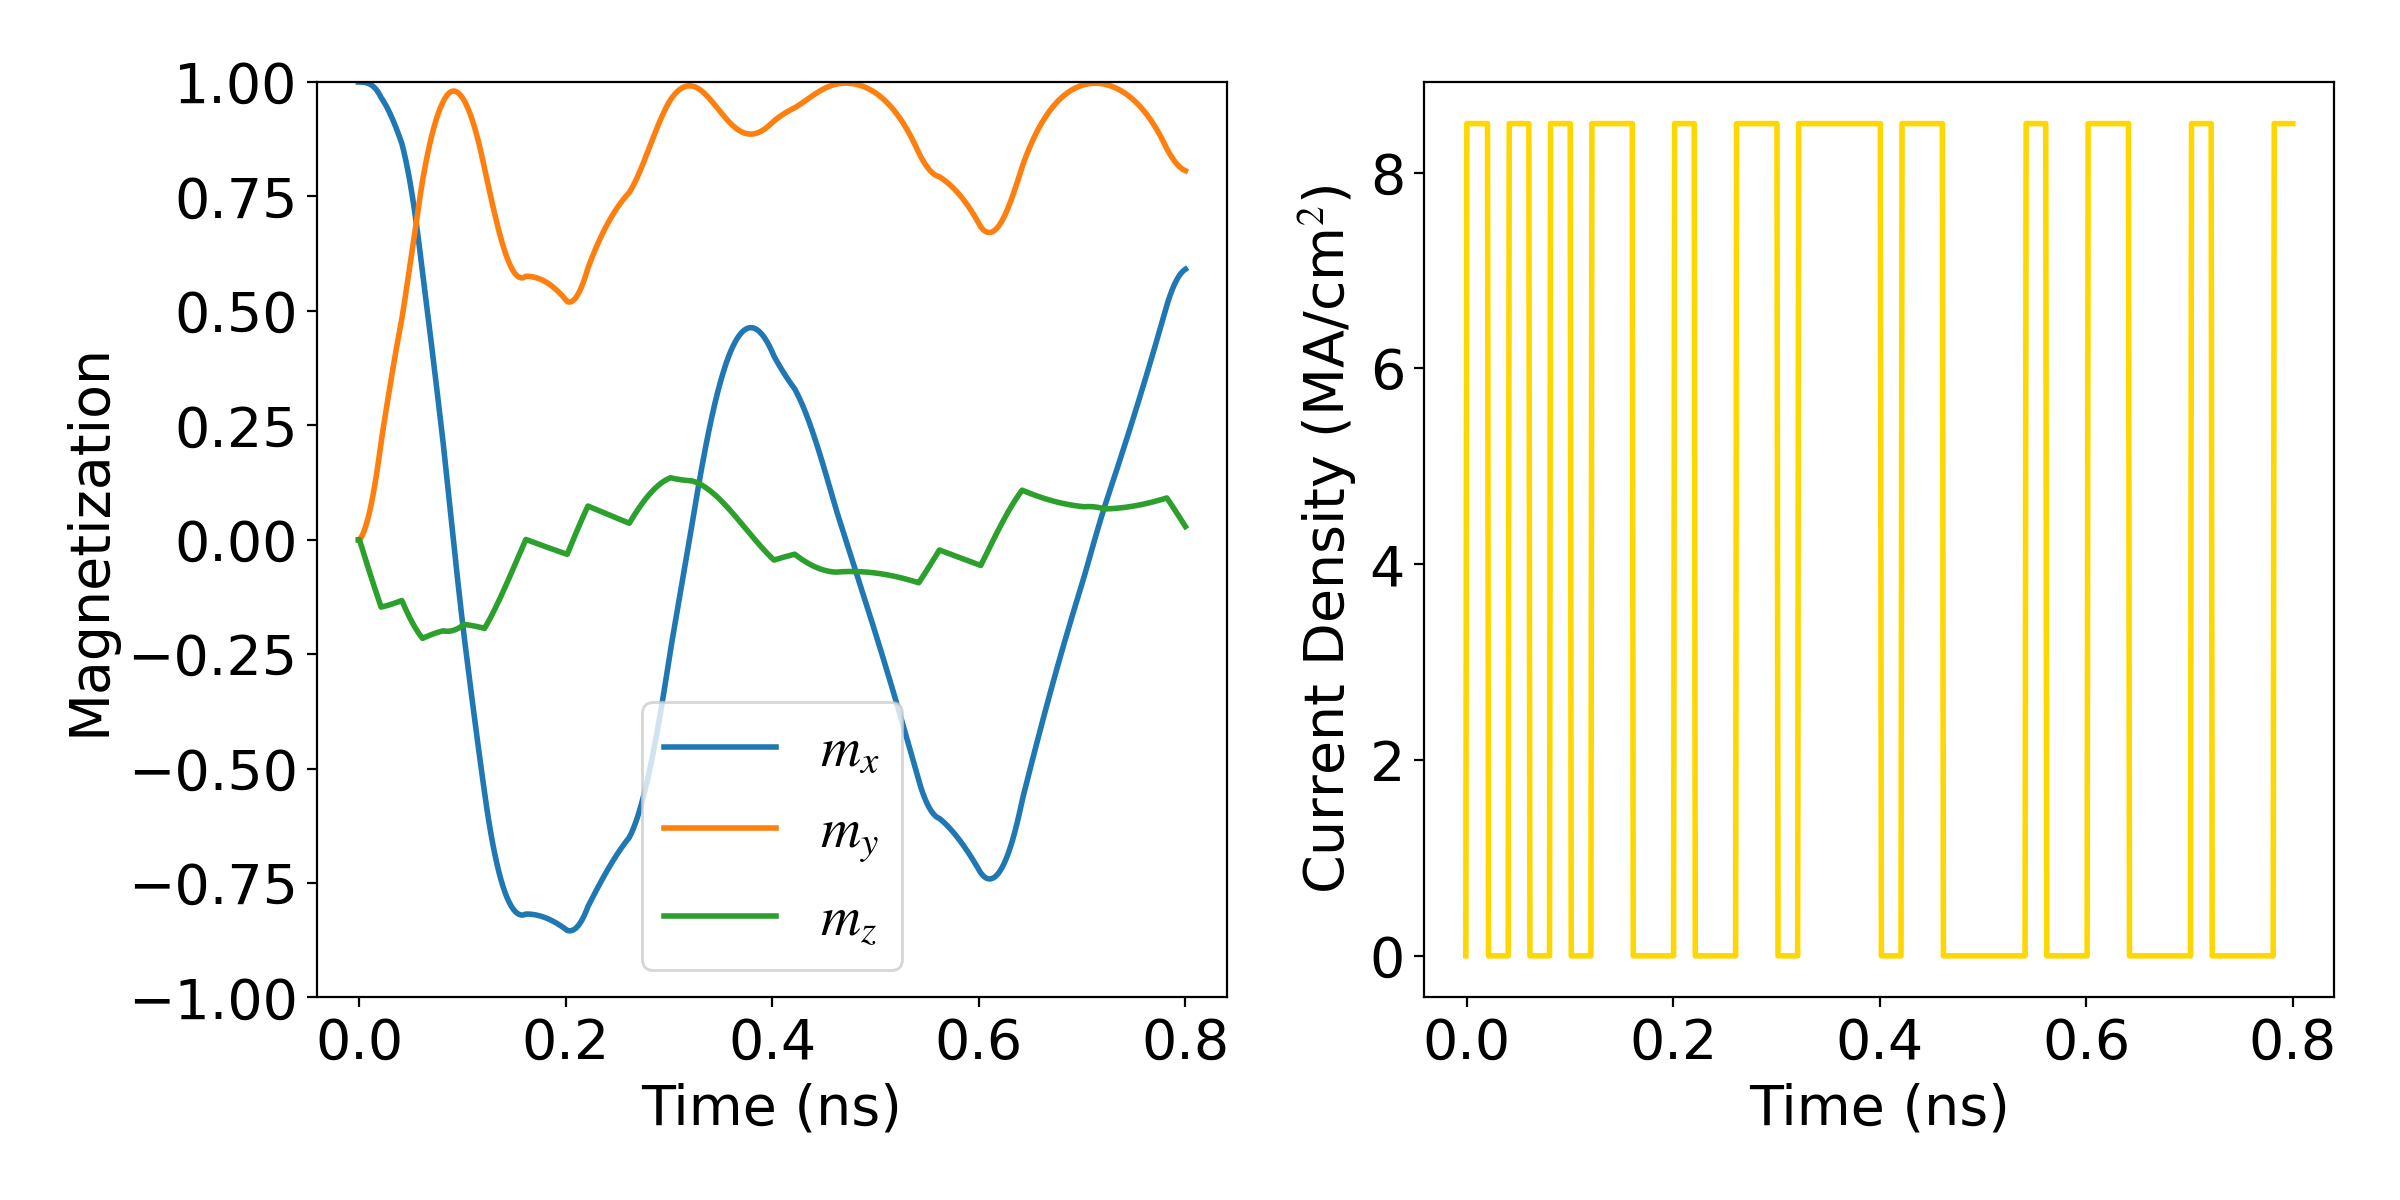 1.00
0.75
0.50
0.25
0.00
−0.25
−0.50
−0.75
−1.00
Magnetization
0.0 0.2 0.4 0.6 0.8
Time (ns)
mₓ
m_y
m_z
8
6
4
2
0
Current Density (MA/cm²)
0.0 0.2 0.4 0.6 0.8
Time (ns)